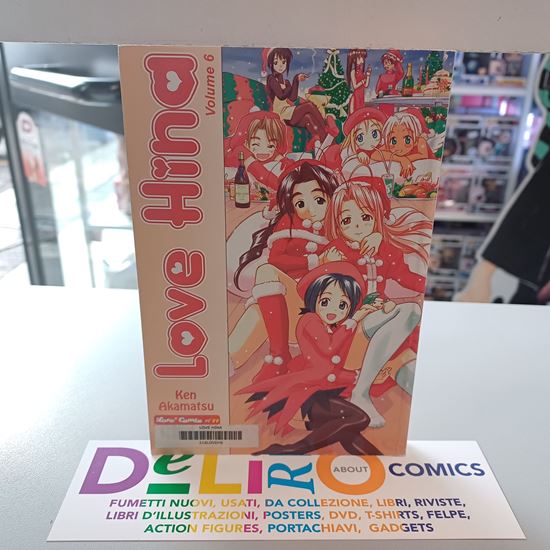 Love Hina
Volume 6
Ken
Akamatsu
LOVE HINA
DeLiRO ABOUT COMICS
FUMETTI NUOVI, USATI, DA COLLEZIONE, LIBRI, RIVISTE,
LIBRI D'ILLUSTRAZIONI, POSTERS, DVD, T-SHIRTS, FELPE,
ACTION FIGURES, PORTACHIAVI, GADGETS